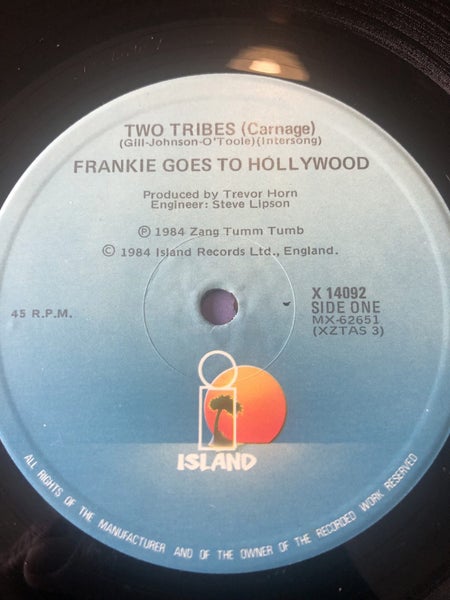 TWO TRIBES (Carnage)
(Gill-Johnson-O'Toole)(Intersong)
FRANKIE GOES TO HOLLYWOOD
Produced by Trevor Horn
Engineer: Steve Lipson
Ⓟ 1984 Zang Tumm Tumb
© 1984 Island Records Ltd., England.
45 R.P.M.
X 14092
SIDE ONE
MX-62651
(XZTAS 3)
ISLAND
ALL RIGHTS OF THE MANUFACTURER AND OF THE OWNER OF THE RECORDED WORK RESERVED